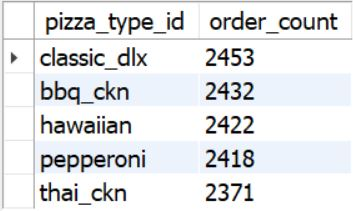 pizza_type_id order_count
classic_dlx 2453
bbq_ckn 2432
hawaiian 2422
pepperoni 2418
thai_ckn 2371